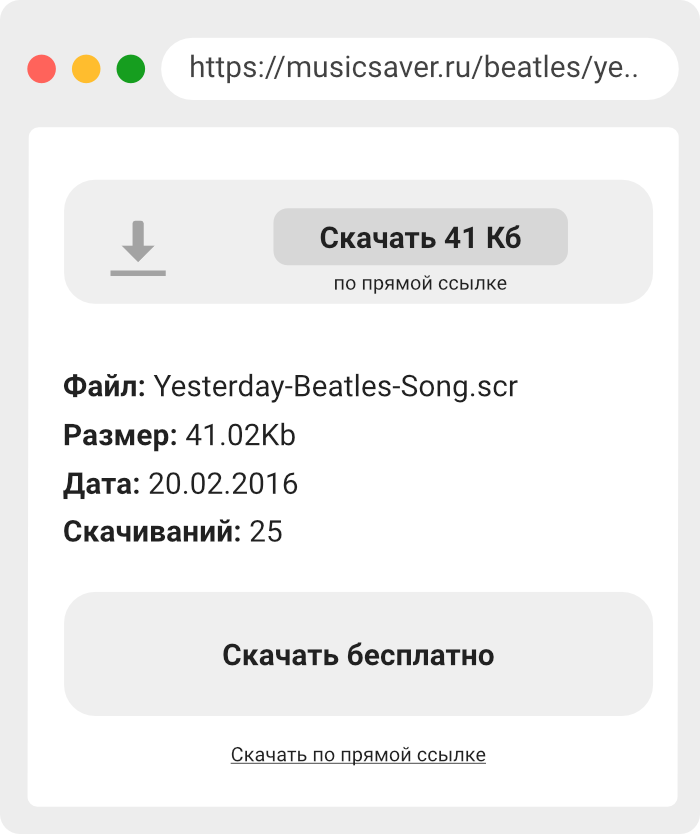 https://musicsaver.ru/beatles/ye..
Скачать 41 Кб
по прямой ссылке
Файл: Yesterday-Beatles-Song.scr
Размер: 41.02Kb
Дата: 20.02.2016
Скачиваний: 25
Скачать бесплатно
Скачать по прямой ссылке